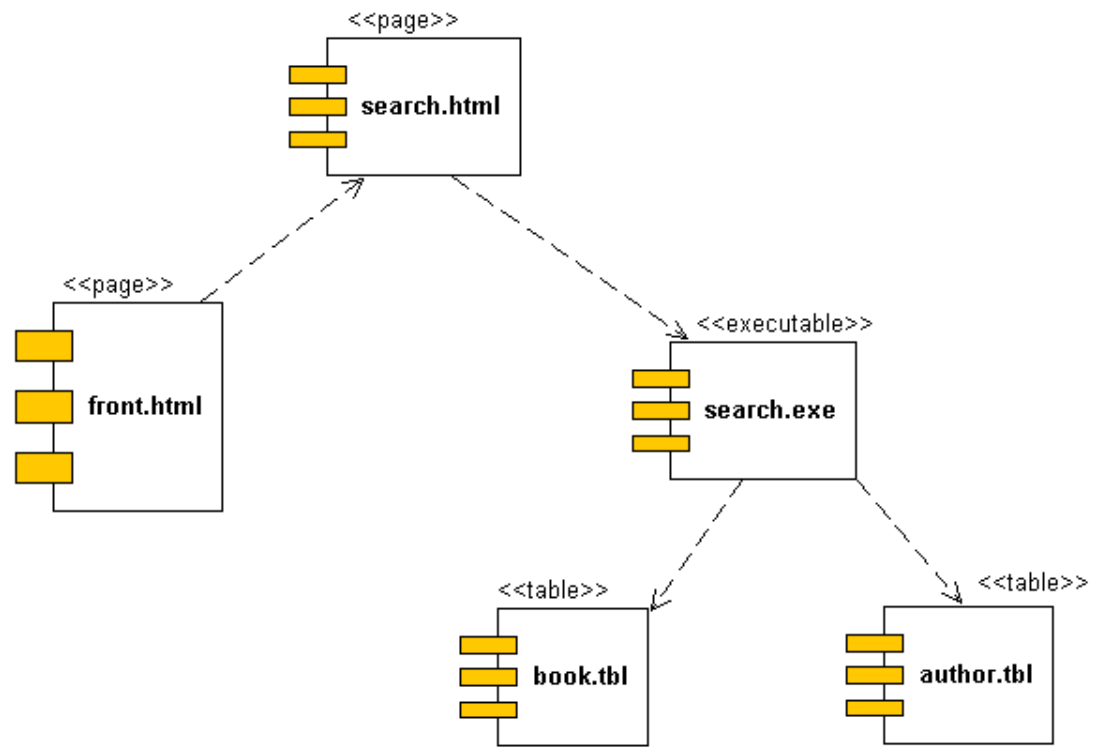 <<page>>
search.html
<<page>>
front.html
<<executable>>
search.exe
<<table>>
book.tbl
<<table>>
author.tbl